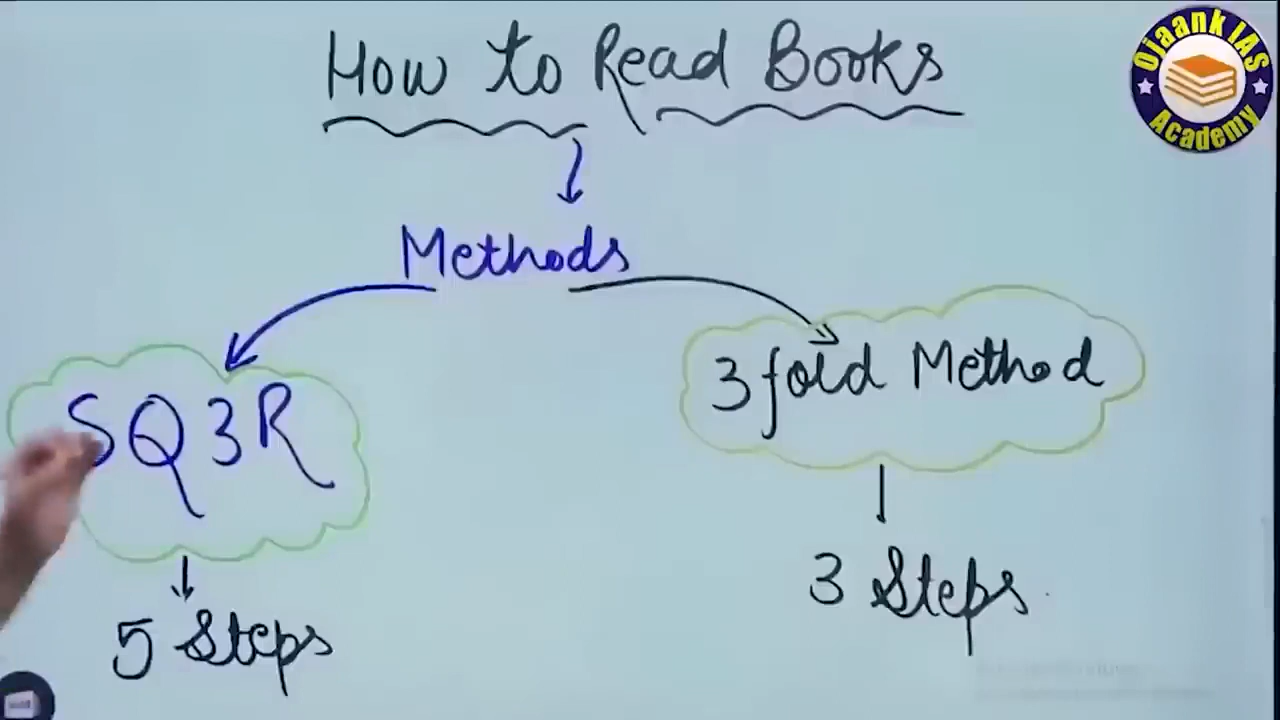 How to Read Books
Ojaank IAS
Academy
Methods
SQ3R
3 fold Method
5 Steps
3 Steps